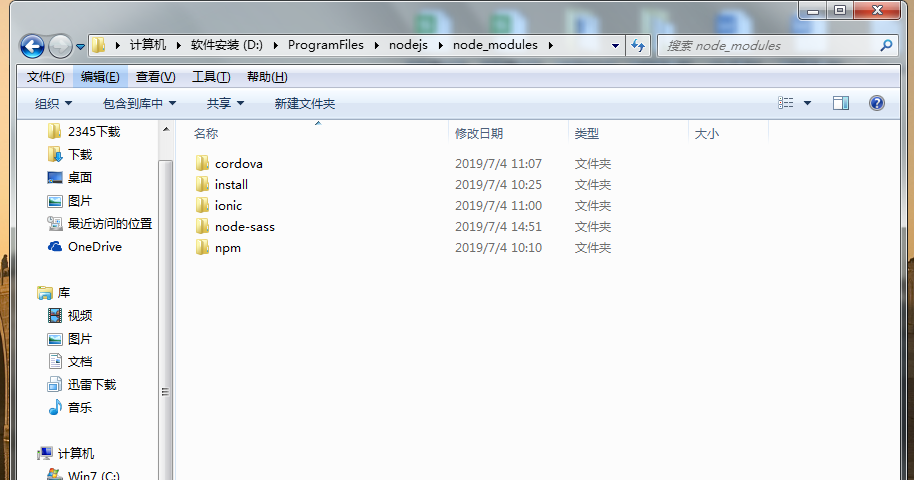 计算机 软件安装 (D:) ProgramFiles nodejs node_modules 搜索 node_modules
文件(F) 编辑(E) 查看(V) 工具(T) 帮助(H)
组织 包含到库中 共享 新建文件夹
名称 修改日期 类型 大小
2345下载
下载
桌面
图片
最近访问的位置
OneDrive
库
视频
图片
文档
迅雷下载
音乐
计算机
Win7 (C:)
cordova 2019/7/4 11:07 文件夹
install 2019/7/4 10:25 文件夹
ionic 2019/7/4 11:00 文件夹
node-sass 2019/7/4 14:51 文件夹
npm 2019/7/4 10:10 文件夹